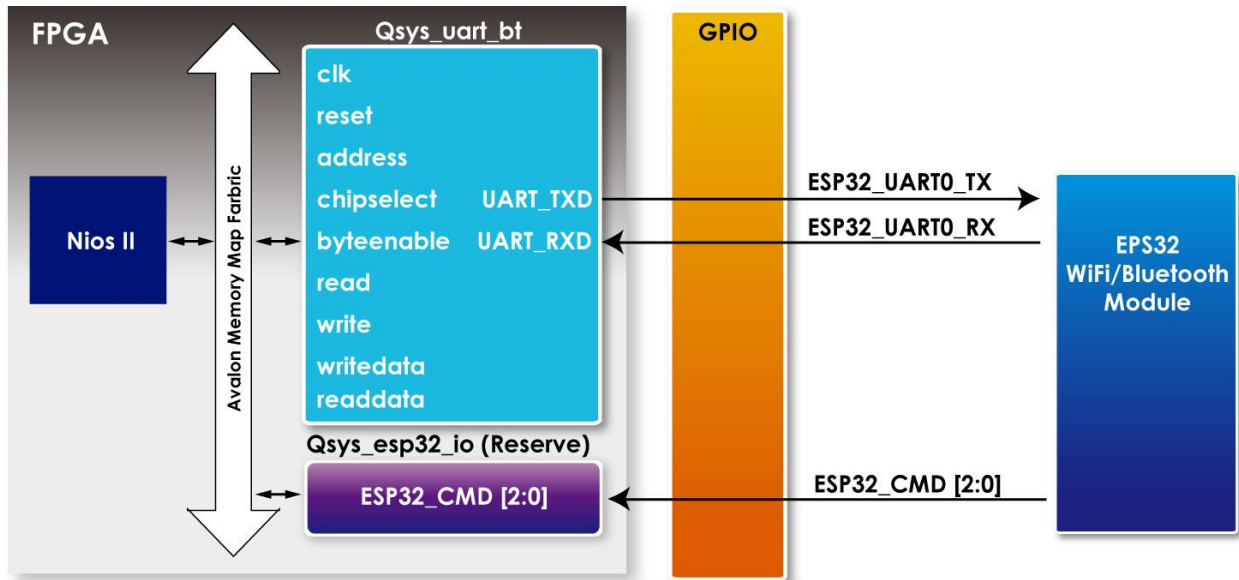 FPGA
Qsys_uart_bt
GPIO
clk
reset
address
chipselect UART_TXD
byteenable UART_RXD
read
write
writedata
readdata
Nios II
Avalon Memory Map Farbric
ESP32_UART0_TX
ESP32_UART0_RX
EPS32
WiFi/Bluetooth
Module
Qsys_esp32_io (Reserve)
ESP32_CMD [2:0]
ESP32_CMD [2:0]